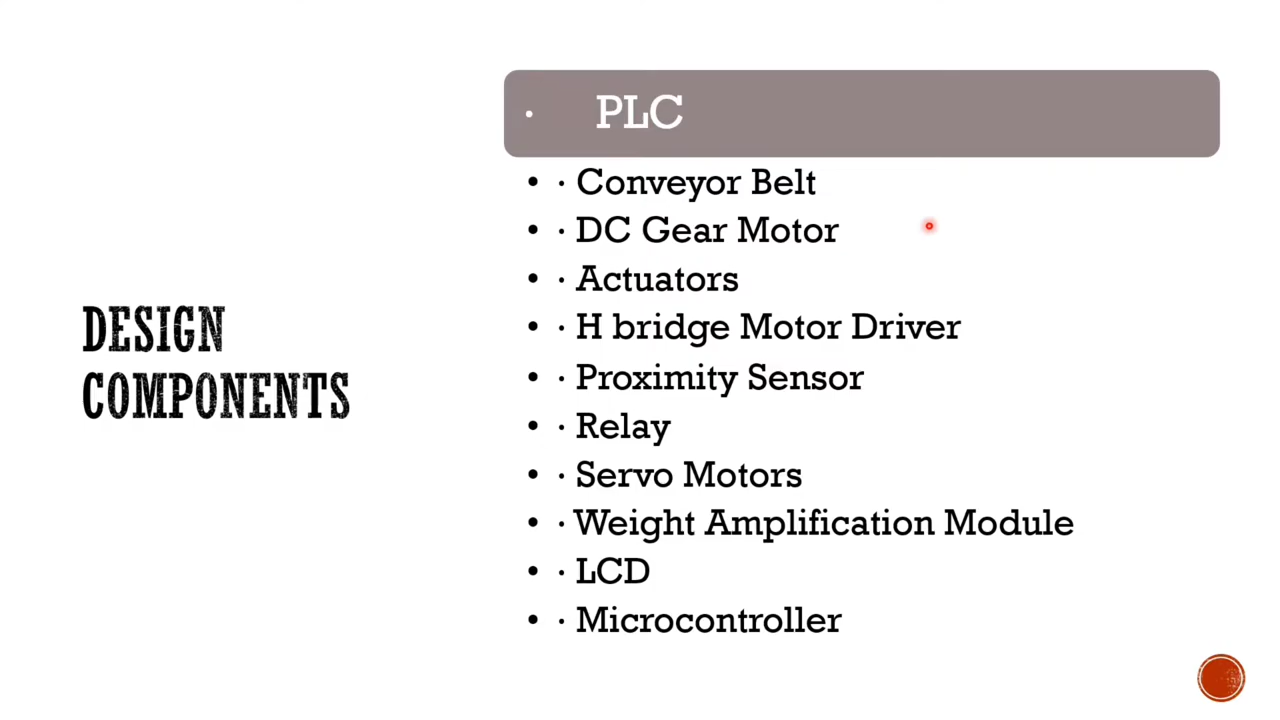 DESIGN
COMPONENTS
· PLC
• · Conveyor Belt
• · DC Gear Motor
• · Actuators
• · H bridge Motor Driver
• · Proximity Sensor
• · Relay
• · Servo Motors
• · Weight Amplification Module
• · LCD
• · Microcontroller